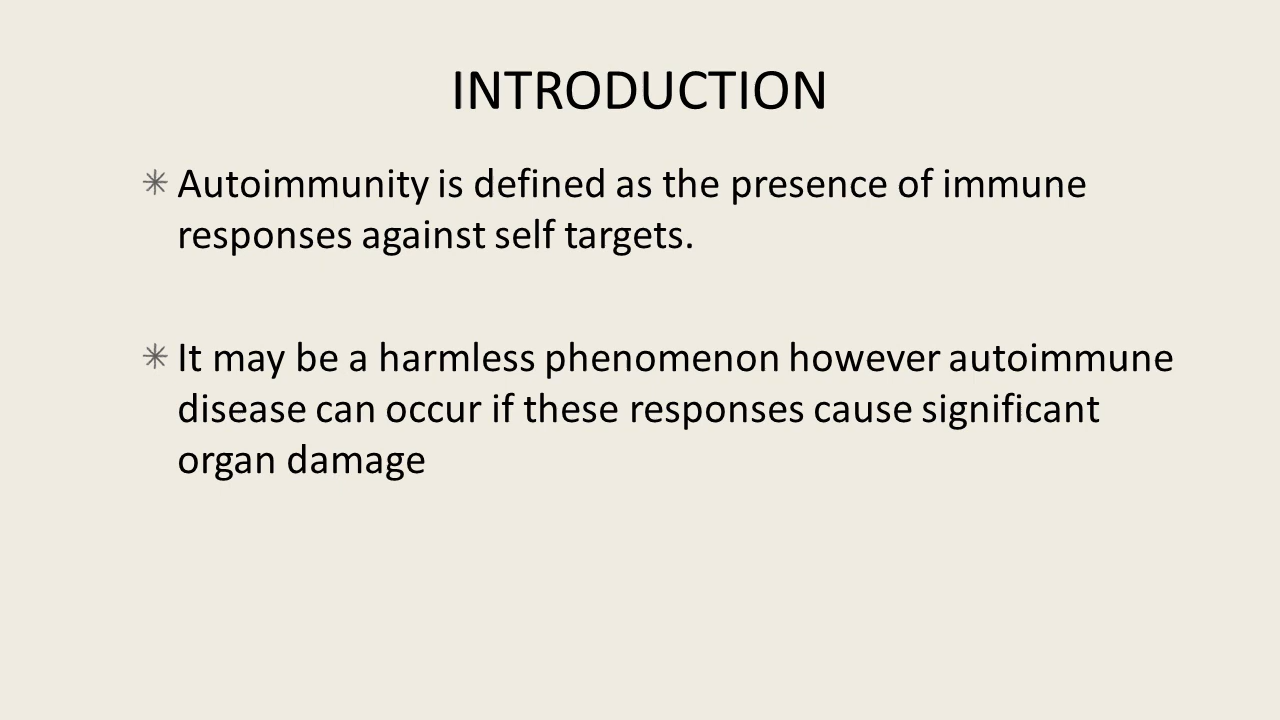 INTRODUCTION
✳ Autoimmunity is defined as the presence of immune
responses against self targets.
✳ It may be a harmless phenomenon however autoimmune
disease can occur if these responses cause significant
organ damage